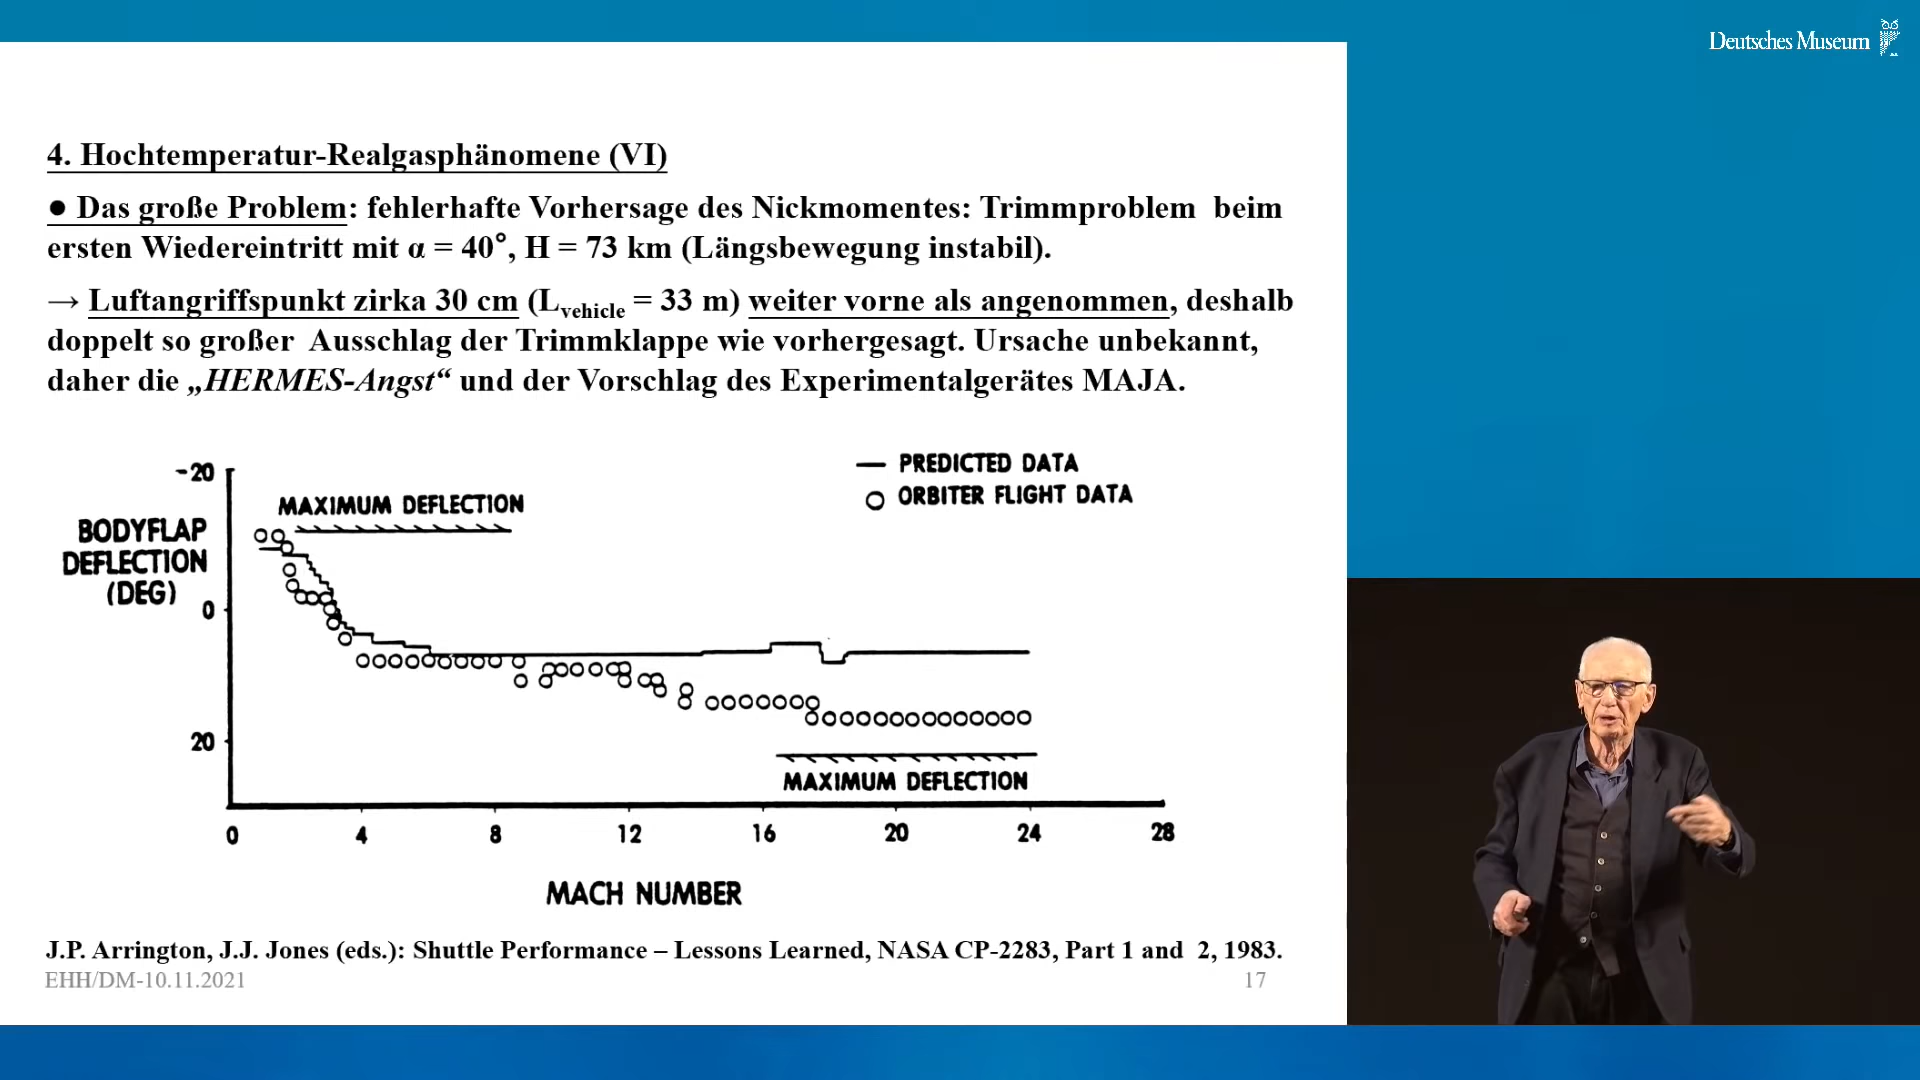 Deutsches Museum
4. Hochtemperatur-Realgasphänomene (VI)
● Das große Problem: fehlerhafte Vorhersage des Nickmomentes: Trimmproblem beim
ersten Wiedereintritt mit α = 40°, H = 73 km (Längsbewegung instabil).
→ Luftangriffspunkt zirka 30 cm (Lvehicle = 33 m) weiter vorne als angenommen, deshalb
doppelt so großer Ausschlag der Trimmklappe wie vorhergesagt. Ursache unbekannt,
daher die „HERMES-Angst“ und der Vorschlag des Experimentalgerätes MAJA.
PREDICTED DATA
ORBITER FLIGHT DATA
-20
MAXIMUM DEFLECTION
BODYFLAP
DEFLECTION
(DEG)
0
20
MAXIMUM DEFLECTION
0 4 8 12 16 20 24 28
MACH NUMBER
J.P. Arrington, J.J. Jones (eds.): Shuttle Performance – Lessons Learned, NASA CP-2283, Part 1 and 2, 1983.
EHH/DM-10.11.2021 17